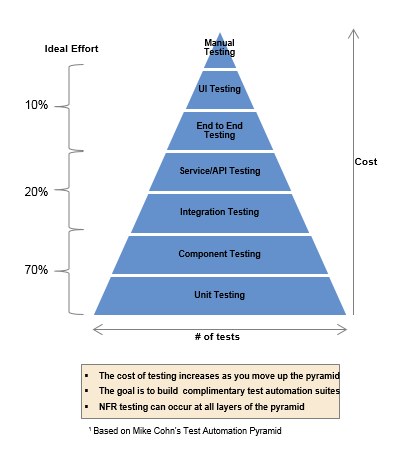 Ideal Effort
Manual
Testing
UI Testing
10%
End to End
Testing
Cost
Service/API Testing
20%
Integration Testing
Component Testing
70%
Unit Testing
# of tests
▪ The cost of testing increases as you move up the pyramid
▪ The goal is to build complimentary test automation suites
▪ NFR testing can occur at all layers of the pyramid
¹ Based on Mike Cohn's Test Automation Pyramid